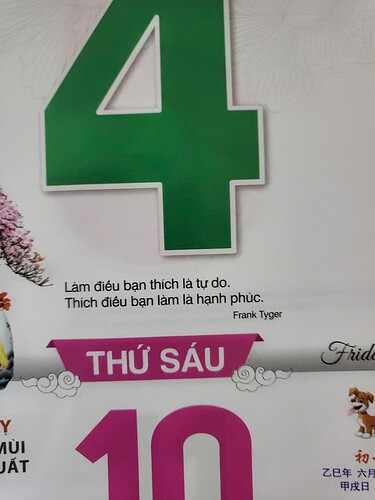 4
Làm điều bạn thích là tự do.
Thích điều bạn làm là hạnh phúc.
Frank Tyger
THỨ SÁU
Frida
Y
MÙI
UẤT
10
初
乙巳年 六月
甲戌日